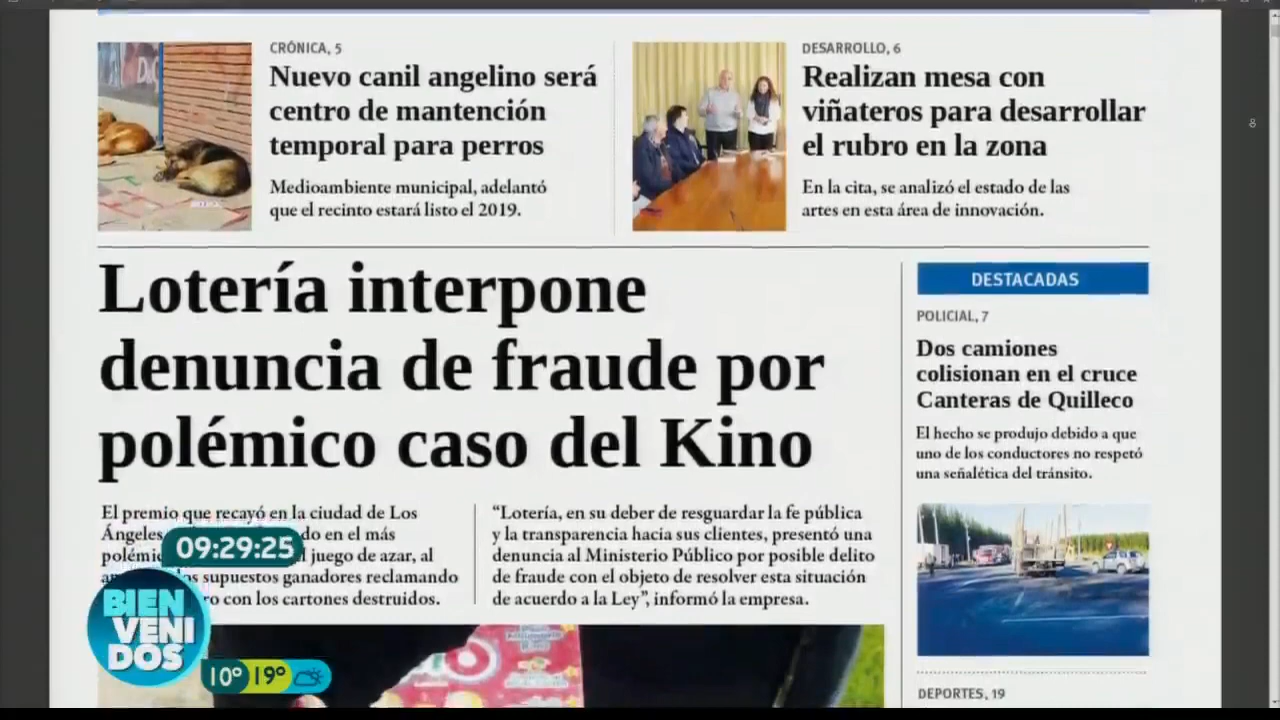 CRÓNICA, 5
Nuevo canil angelino será
centro de mantención
temporal para perros
Medioambiente municipal, adelantó
que el recinto estará listo el 2019.
DESARROLLO, 6
Realizan mesa con
viñateros para desarrollar
el rubro en la zona
En la cita, se analizó el estado de las
artes en esta área de innovación.
Lotería interpone
denuncia de fraude por
polémico caso del Kino
El premio que recayó en la ciudad de Los
Ángeles do en el más
juego de azar, al
supuestos ganadores reclamando
con los cartones destruidos.
“Lotería, en su deber de resguardar la fe pública
y la transparencia hacia sus clientes, presentó una
denuncia al Ministerio Público por posible delito
de fraude con el objeto de resolver esta situación
de acuerdo a la Ley”, informó la empresa.
DESTACADAS
POLICIAL, 7
Dos camiones
colisionan en el cruce
Canteras de Quilleco
El hecho se produjo debido a que
uno de los conductores no respetó
una señalética del tránsito.
DEPORTES, 19
09:29:25
BIEN
VENI
DOS
10° 19°
8